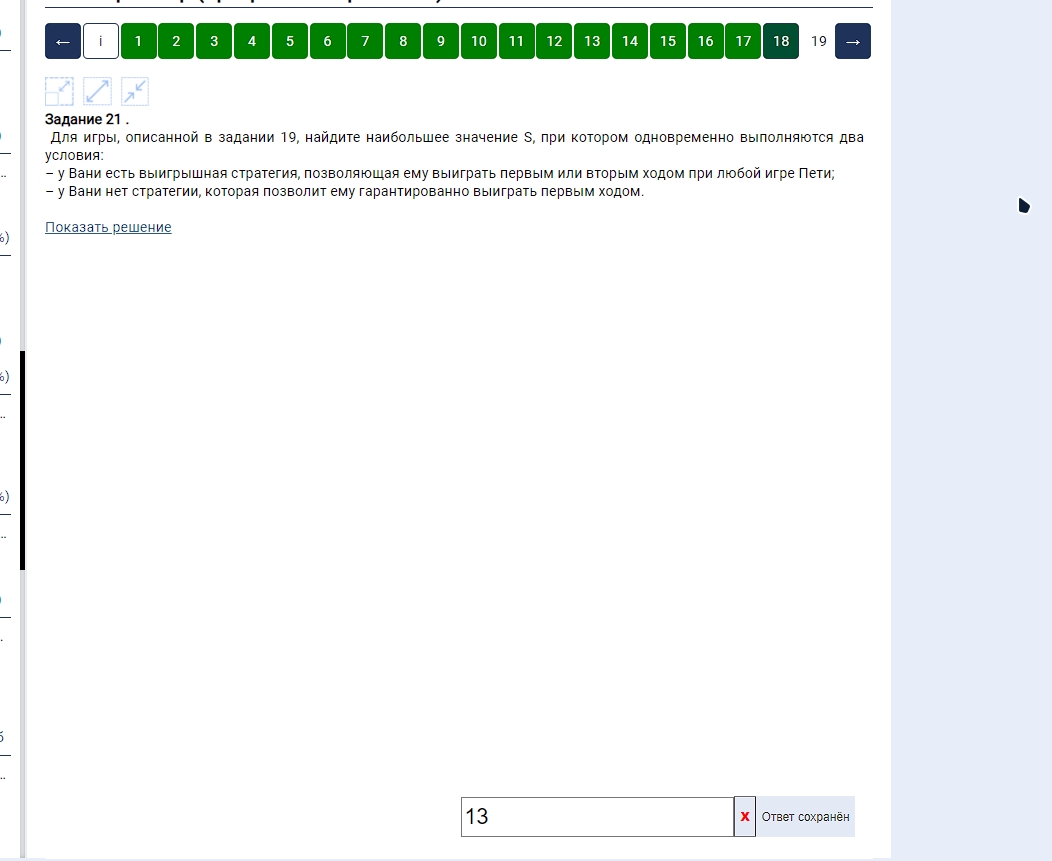 ← i 1 2 3 4 5 6 7 8 9 10 11 12 13 14 15 16 17 18 19 →
Задание 21 .
Для игры, описанной в задании 19, найдите наибольшее значение S, при котором одновременно выполняются два
условия:
– у Вани есть выигрышная стратегия, позволяющая ему выиграть первым или вторым ходом при любой игре Пети;
– у Вани нет стратегии, которая позволит ему гарантированно выиграть первым ходом.
Показать решение
%)
%)
%)
13 X Ответ сохранён